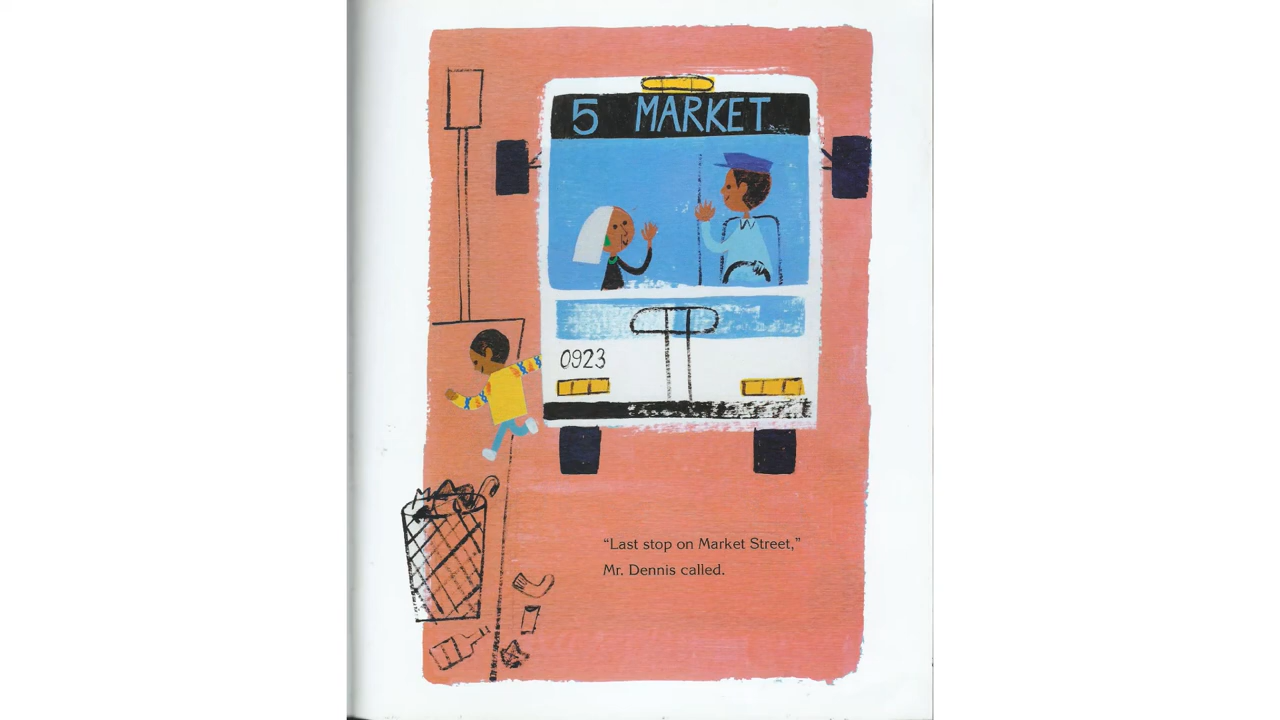 5 MARKET
0923
“Last stop on Market Street,”
Mr. Dennis called.